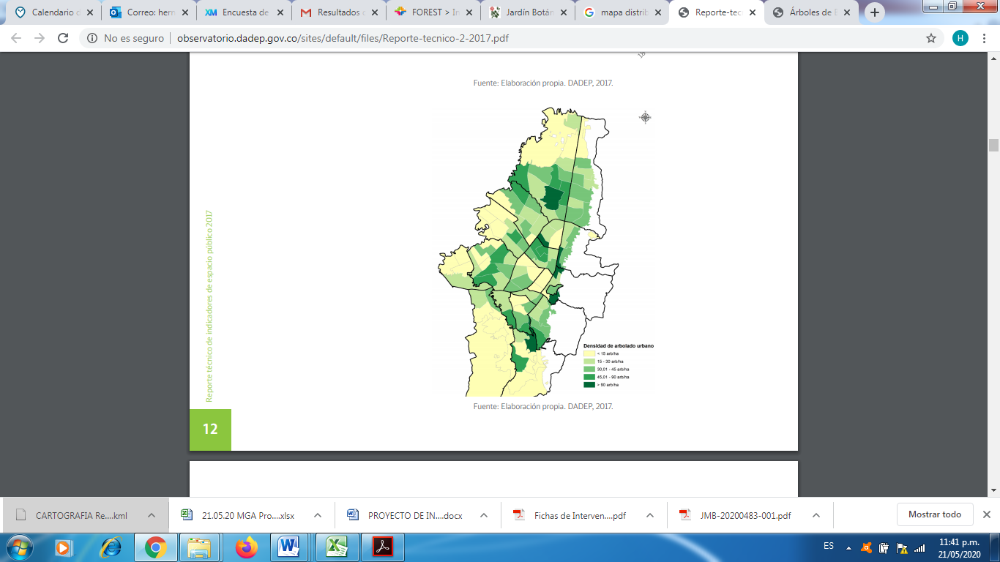 Calendario d
Correo: her
Encuesta de
Resultados
FOREST > In
Jardín Botán
mapa distrib
Reporte-tec
Árboles de
No es seguro
observatorio.dadep.gov.co/sites/default/files/Reporte-tecnico-2-2017.pdf
H
Fuente: Elaboración propia. DADEP, 2017.
Reporte técnico de indicadores de espacio público 2017
Densidad de arbolado urbano
< 15 arb/ha
15 - 30 arb/ha
30,01 - 45 arb/ha
45,01 - 90 arb/ha
> 90 arb/ha
Fuente: Elaboración propia. DADEP, 2017.
12
CARTOGRAFIA Re....kml
21.05.20 MGA Pro....xlsx
PROYECTO DE IN....docx
Fichas de Interven....pdf
JMB-20200483-001.pdf
Mostrar todo
ES
11:41 p.m.
21/05/2020